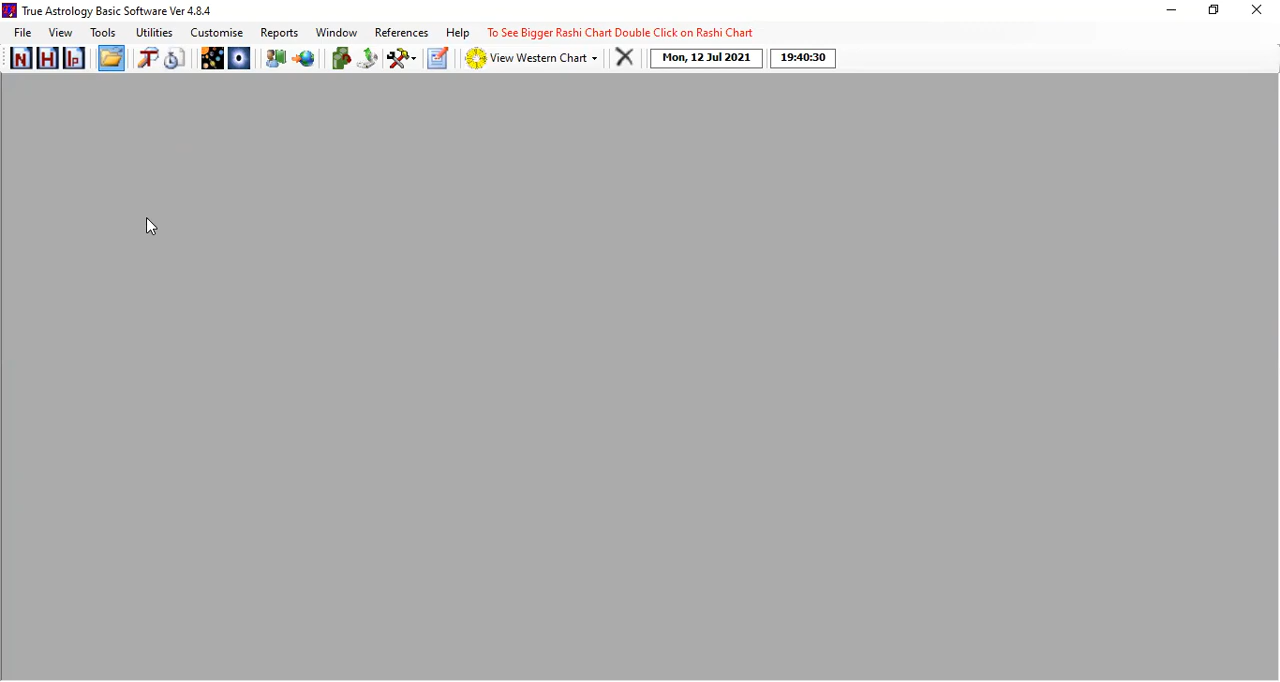 True Astrology Basic Software Ver 4.8.4
File View Tools Utilities Customise Reports Window References Help To See Bigger Rashi Chart Double Click on Rashi Chart
N H Ip View Western Chart Mon, 12 Jul 2021 19:40:30